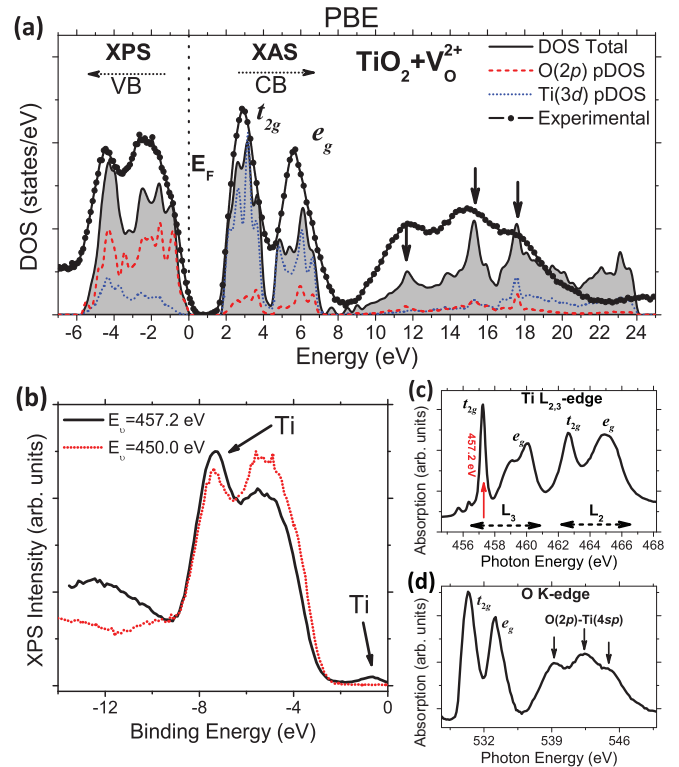 PBE
(a)
XPS
VB
XAS
CB
TiO2+VO2+
DOS Total
O(2p) pDOS
Ti(3d) pDOS
Experimental
t2g
eg
EF
DOS (states/eV)
-6 -4 -2 0 2 4 6 8 10 12 14 16 18 20 22 24
Energy (eV)
(b)
Eυ=457.2 eV
Eυ=450.0 eV
Ti
Ti
XPS Intensity (arb. units)
-12 -8 -4 0
Binding Energy (eV)
(c)
Ti L2,3-edge
t2g
eg
t2g
eg
457.2 eV
L3
L2
Absorption (arb. units)
456 458 460 462 464 466 468
Photon Energy (eV)
(d)
O K-edge
t2g
eg
O(2p)-Ti(4sp)
Absorption (arb. units)
532 539 546
Photon Energy (eV)